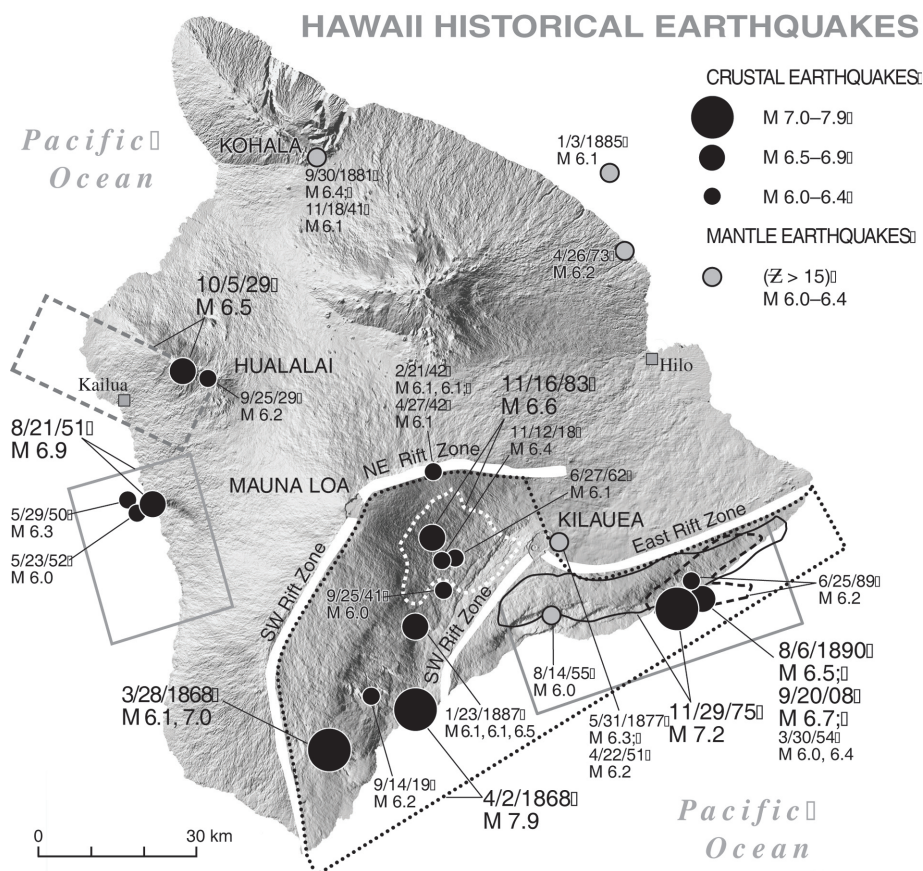 HAWAII HISTORICAL EARTHQUAKES
CRUSTAL EARTHQUAKES
M 7.0–7.9
M 6.5–6.9
M 6.0–6.4
MANTLE EARTHQUAKES
(Z > 15)
M 6.0–6.4
Pacific
Ocean
KOHALA
9/30/1881
M 6.4;
11/18/41
M 6.1
1/3/1885
M 6.1
4/26/73
M 6.2
10/5/29
M 6.5
HUALALAI
Kailua
9/25/29
M 6.2
Hilo
2/21/42
M 6.1, 6.1;
4/27/42
M 6.1
11/16/83
M 6.6
11/12/18
M 6.4
8/21/51
M 6.9
NE Rift Zone
MAUNA LOA
6/27/62
M 6.1
KILAUEA
East Rift Zone
5/29/50
M 6.3
5/23/52
M 6.0
SW Rift Zone
9/25/41
M 6.0
SW Rift Zone
6/25/89
M 6.2
8/14/55
M 6.0
8/6/1890
M 6.5;
9/20/08
M 6.7;
3/30/54
M 6.0, 6.4
3/28/1868
M 6.1, 7.0
1/23/1887
M 6.1, 6.1, 6.5
5/31/1877
M 6.3;
4/22/51
M 6.2
11/29/75
M 7.2
9/14/19
M 6.2
4/2/1868
M 7.9
Pacific
Ocean
0 30 km